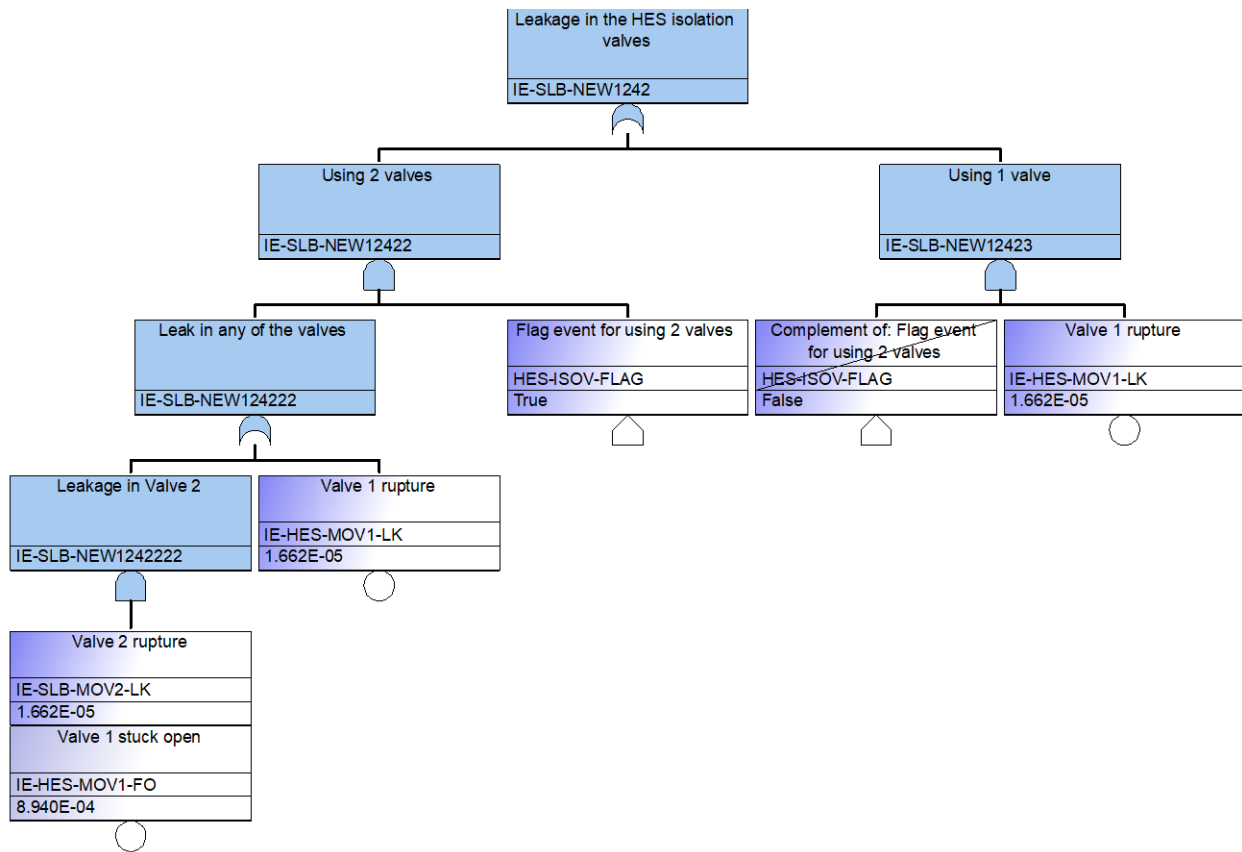 Leakage in the HES isolation
valves
IE-SLB-NEW1242
Using 2 valves
IE-SLB-NEW12422
Using 1 valve
IE-SLB-NEW12423
Leak in any of the valves
IE-SLB-NEW124222
Flag event for using 2 valves
HES-ISOV-FLAG
True
Complement of: Flag event
for using 2 valves
HES-ISOV-FLAG
False
Valve 1 rupture
IE-HES-MOV1-LK
1.662E-05
Leakage in Valve 2
IE-SLB-NEW1242222
Valve 1 rupture
IE-HES-MOV1-LK
1.662E-05
Valve 2 rupture
IE-SLB-MOV2-LK
1.662E-05
Valve 1 stuck open
IE-HES-MOV1-FO
8.940E-04